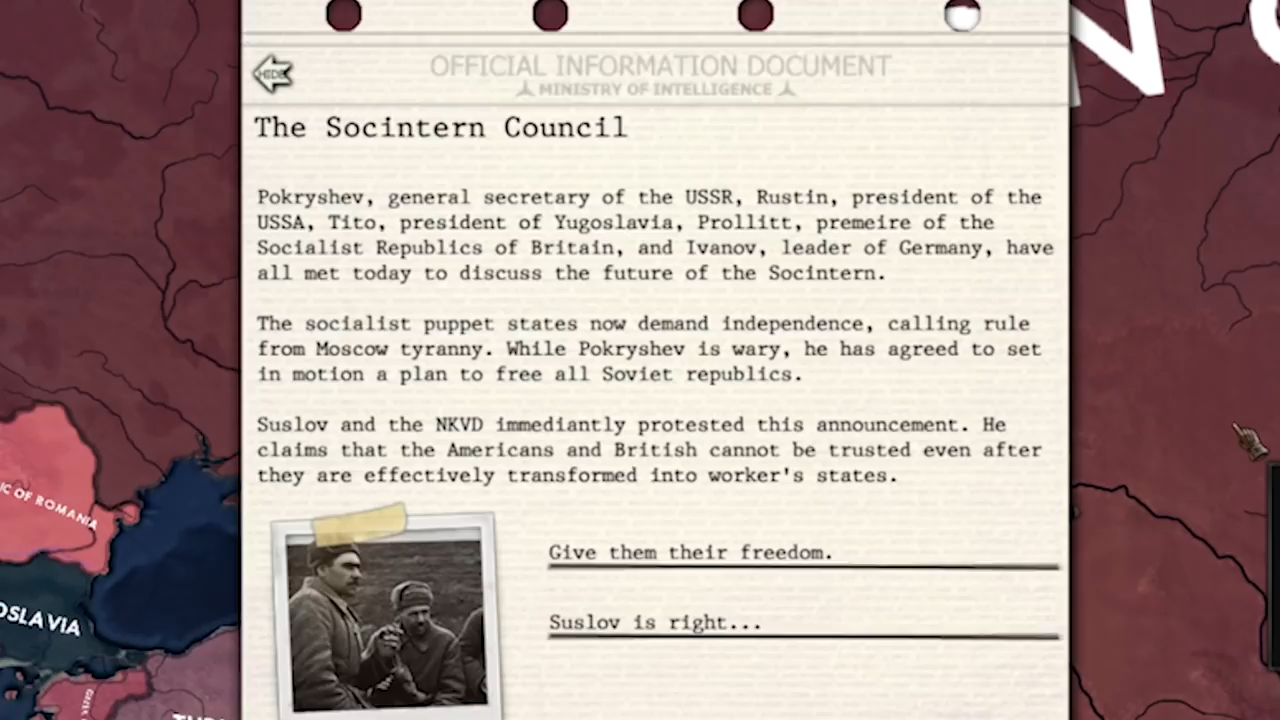 HIDE
OFFICIAL INFORMATION DOCUMENT
MINISTRY OF INTELLIGENCE
The Socintern Council
Pokryshev, general secretary of the USSR, Rustin, president of the
USSA, Tito, president of Yugoslavia, Prollitt, premeire of the
Socialist Republics of Britain, and Ivanov, leader of Germany, have
all met today to discuss the future of the Socintern.
The socialist puppet states now demand independence, calling rule
from Moscow tyranny. While Pokryshev is wary, he has agreed to set
in motion a plan to free all Soviet republics.
Suslov and the NKVD immediantly protested this announcement. He
claims that the Americans and British cannot be trusted even after
they are effectively transformed into worker's states.
Give them their freedom.
Suslov is right...
IC OF ROMANIA
OSLAVIA